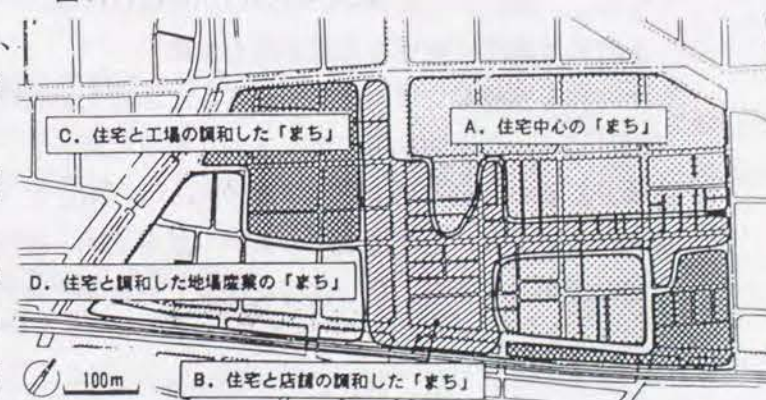 C. 住宅と工場の調和した「まち」
A. 住宅中心の「まち」
D. 住宅と調和した地場産業の「まち」
B. 住宅と店舗の調和した「まち」
100m